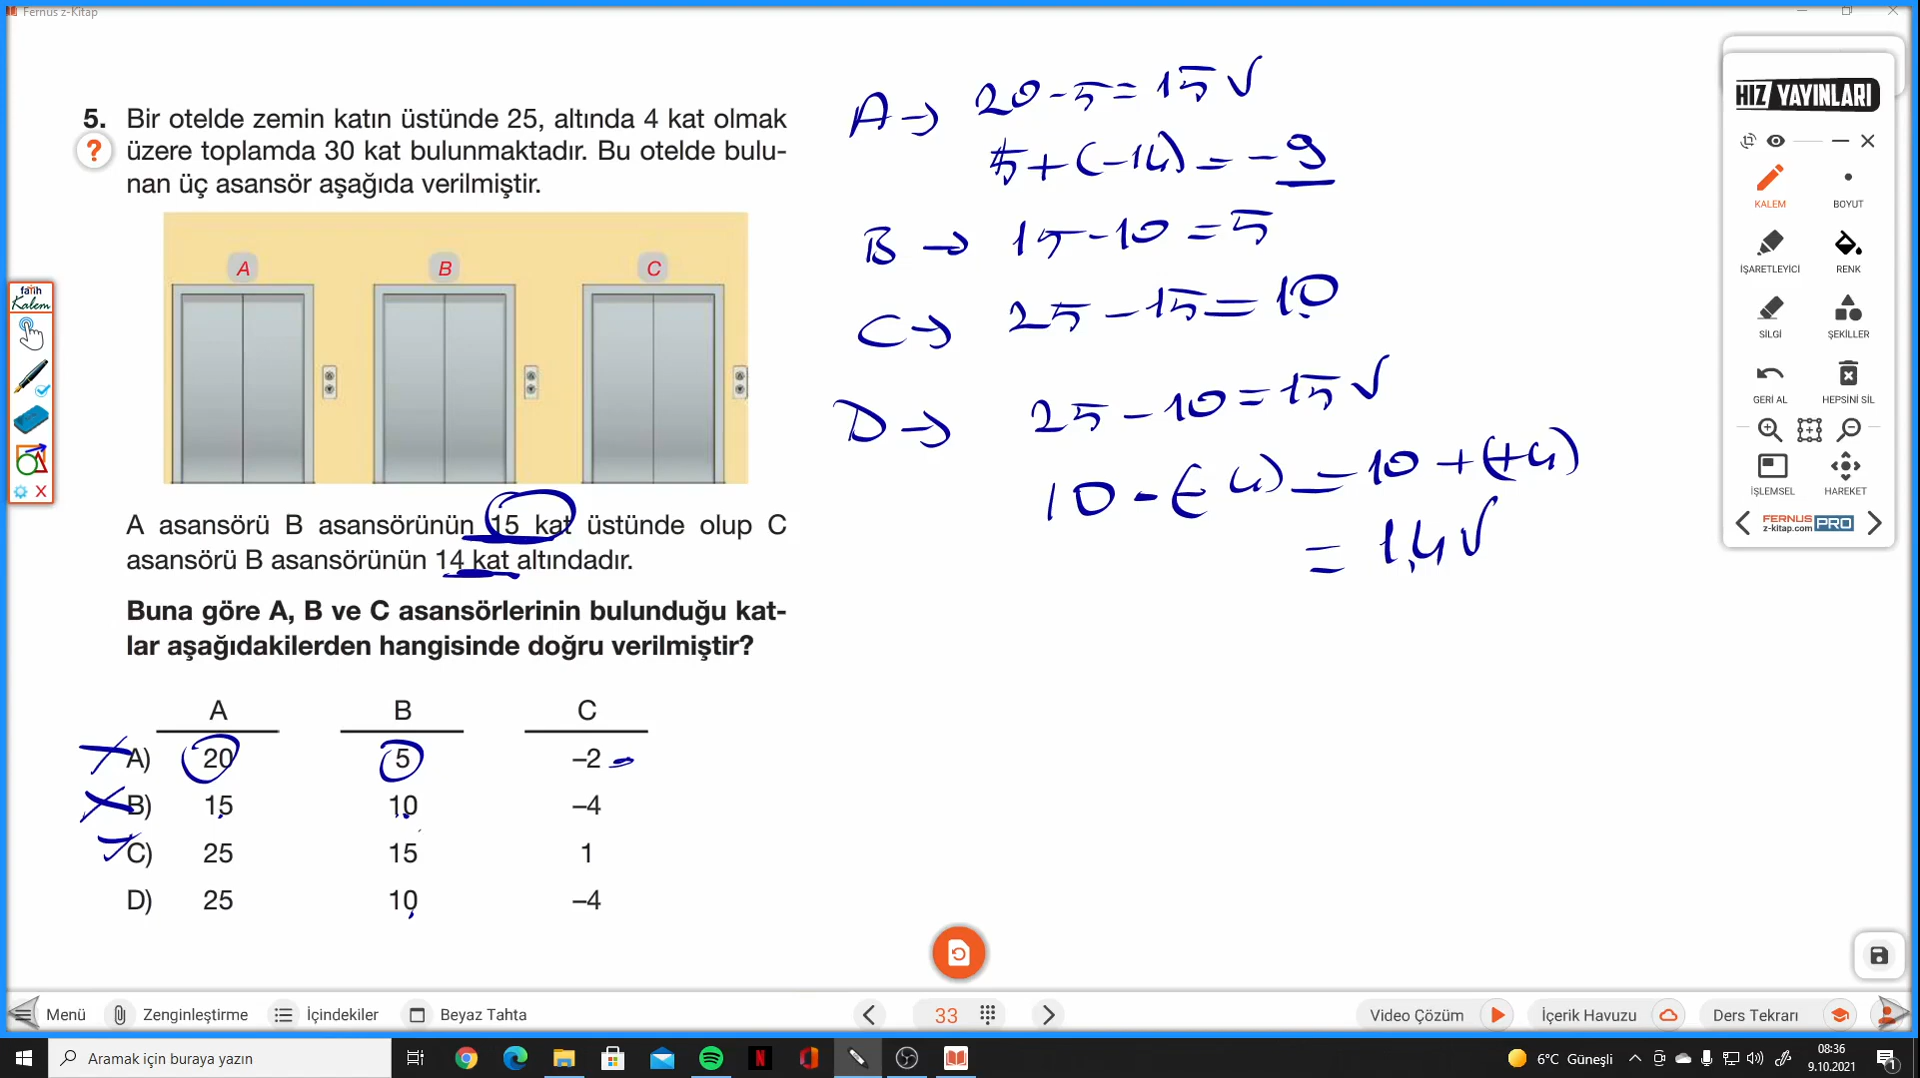 Fernus z-Kitap
5. Bir otelde zemin katın üstünde 25, altında 4 kat olmak
? üzere toplamda 30 kat bulunmaktadır. Bu otelde bulu-
nan üç asansör aşağıda verilmiştir.
A B C
A asansörü B asansörünün 15 kat üstünde olup C
asansörü B asansörünün 14 kat altındadır.
Buna göre A, B ve C asansörlerinin bulunduğu kat-
lar aşağıdakilerden hangisinde doğru verilmiştir?
A B C
A) 20 5 –2
B) 15 10 –4
C) 25 15 1
D) 25 10 –4
A → 20 - 5 = 15 √
5 + (-14) = -9
B → 15 - 10 = 5
C → 25 - 15 = 10
D → 25 - 10 = 15 √
10 - (-4) = 10 + (+4)
= 14 √
fatih
Kalem
X
HIZ YAYINLARI
KALEM BOYUT
İŞARETLEYİCİ RENK
SİLGİ ŞEKİLLER
GERİ AL HEPSİNİ SİL
İŞLEMSEL HAREKET
FERNUS PRO
z-kitap.com
Menü Zenginleştirme İçindekiler Beyaz Tahta 33 Video Çözüm İçerik Havuzu Ders Tekrarı
Aramak için buraya yazın
6°C Güneşli
08:36
9.10.2021
1